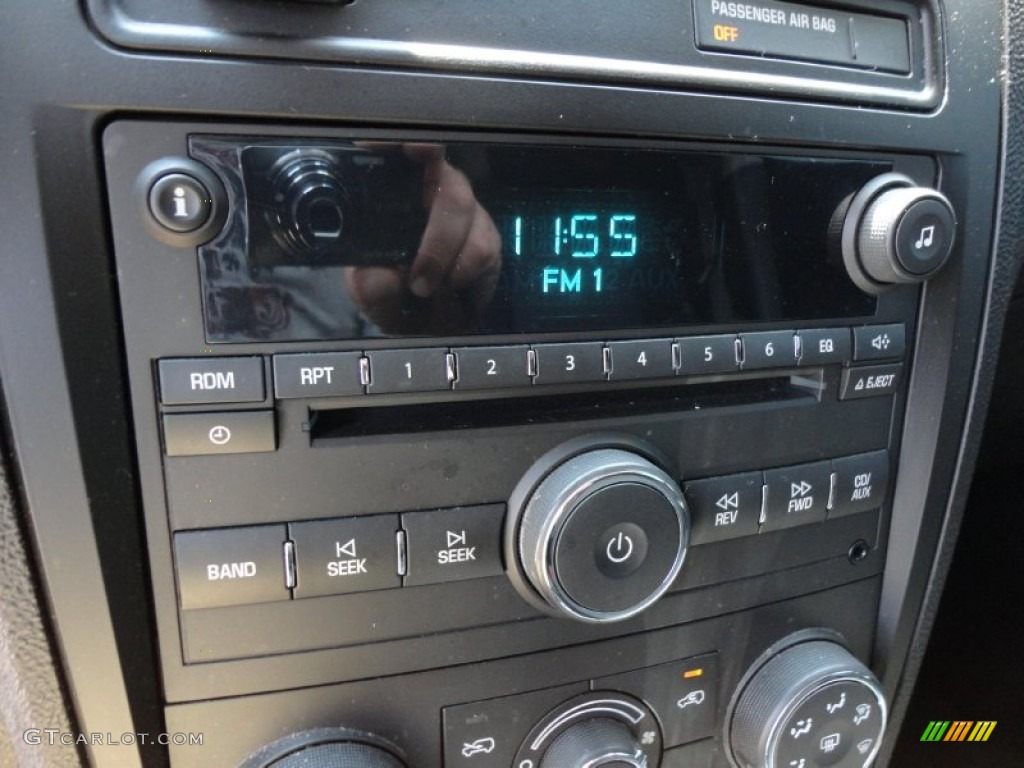 PASSENGER AIR BAG
OFF
i
11:55
FM 1
RDM RPT 1 2 3 4 5 6 EQ
EJECT
BAND SEEK SEEK REV FWD CD/AUX
GTCARLOT.COM